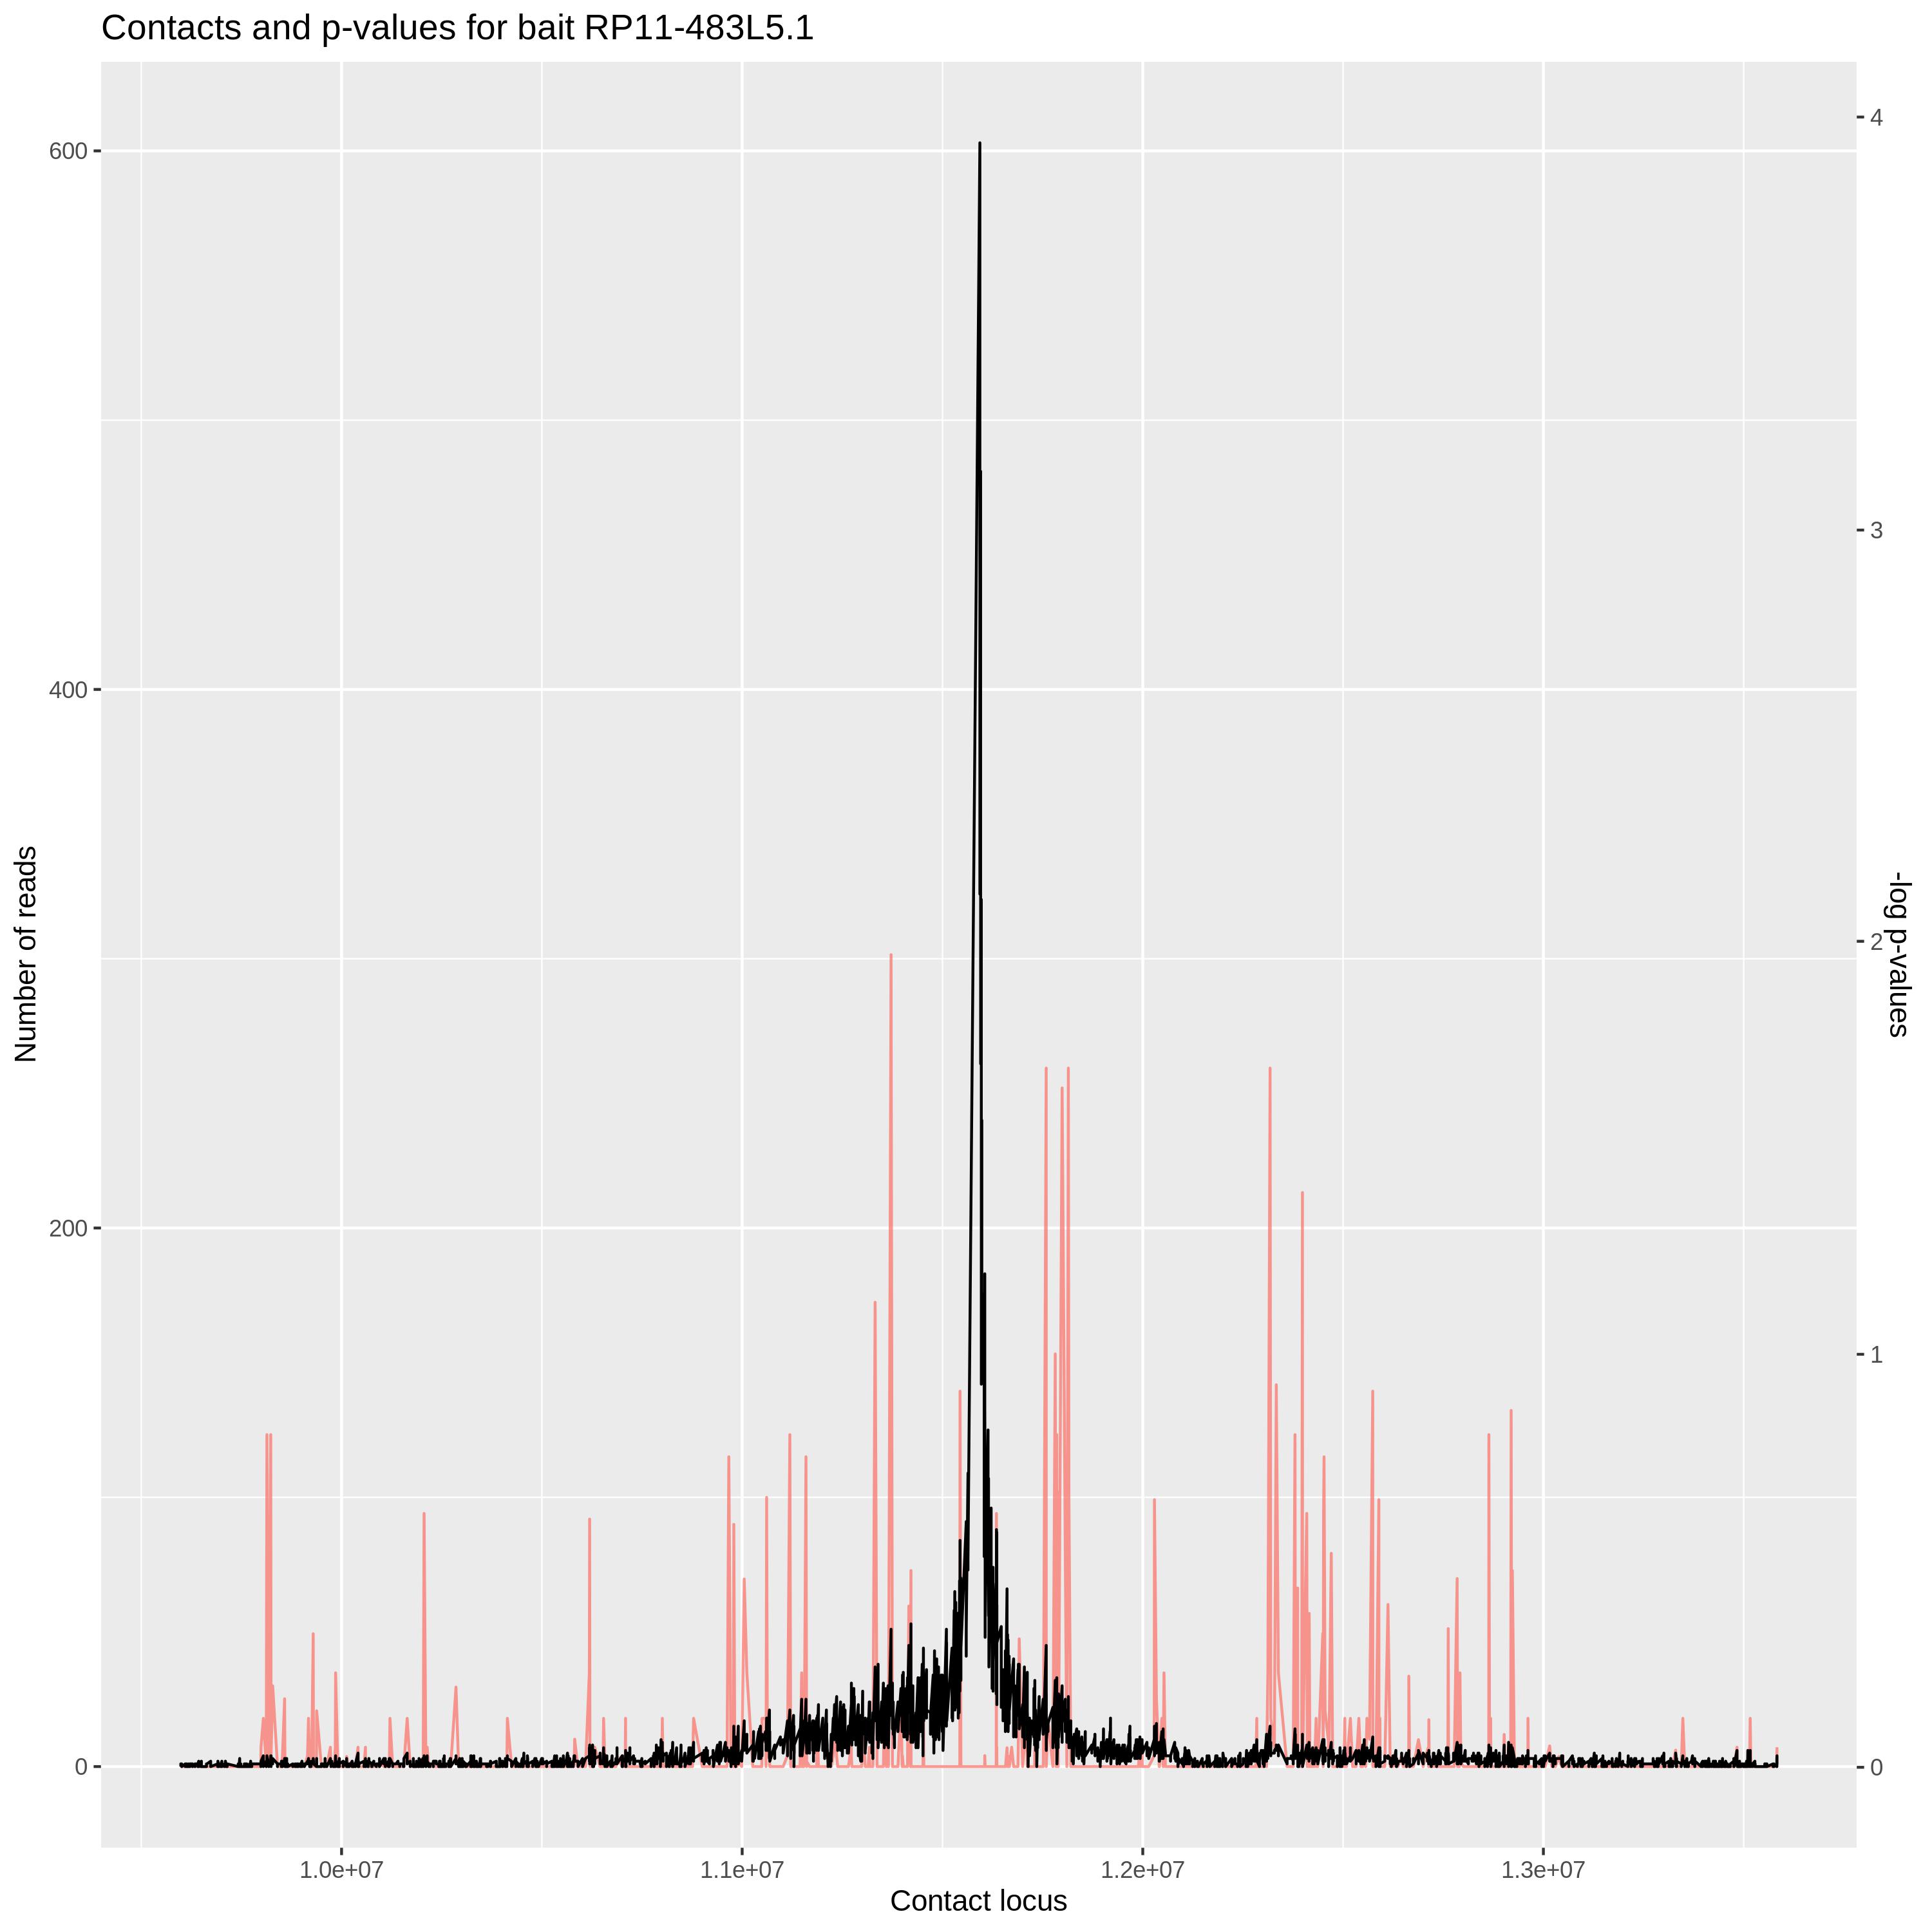 Contacts and p-values for bait RP11-483L5.1
600
400
200
0
Number of reads
4
3
2
1
0
-log p-values
1.0e+07
1.1e+07
1.2e+07
1.3e+07
Contact locus